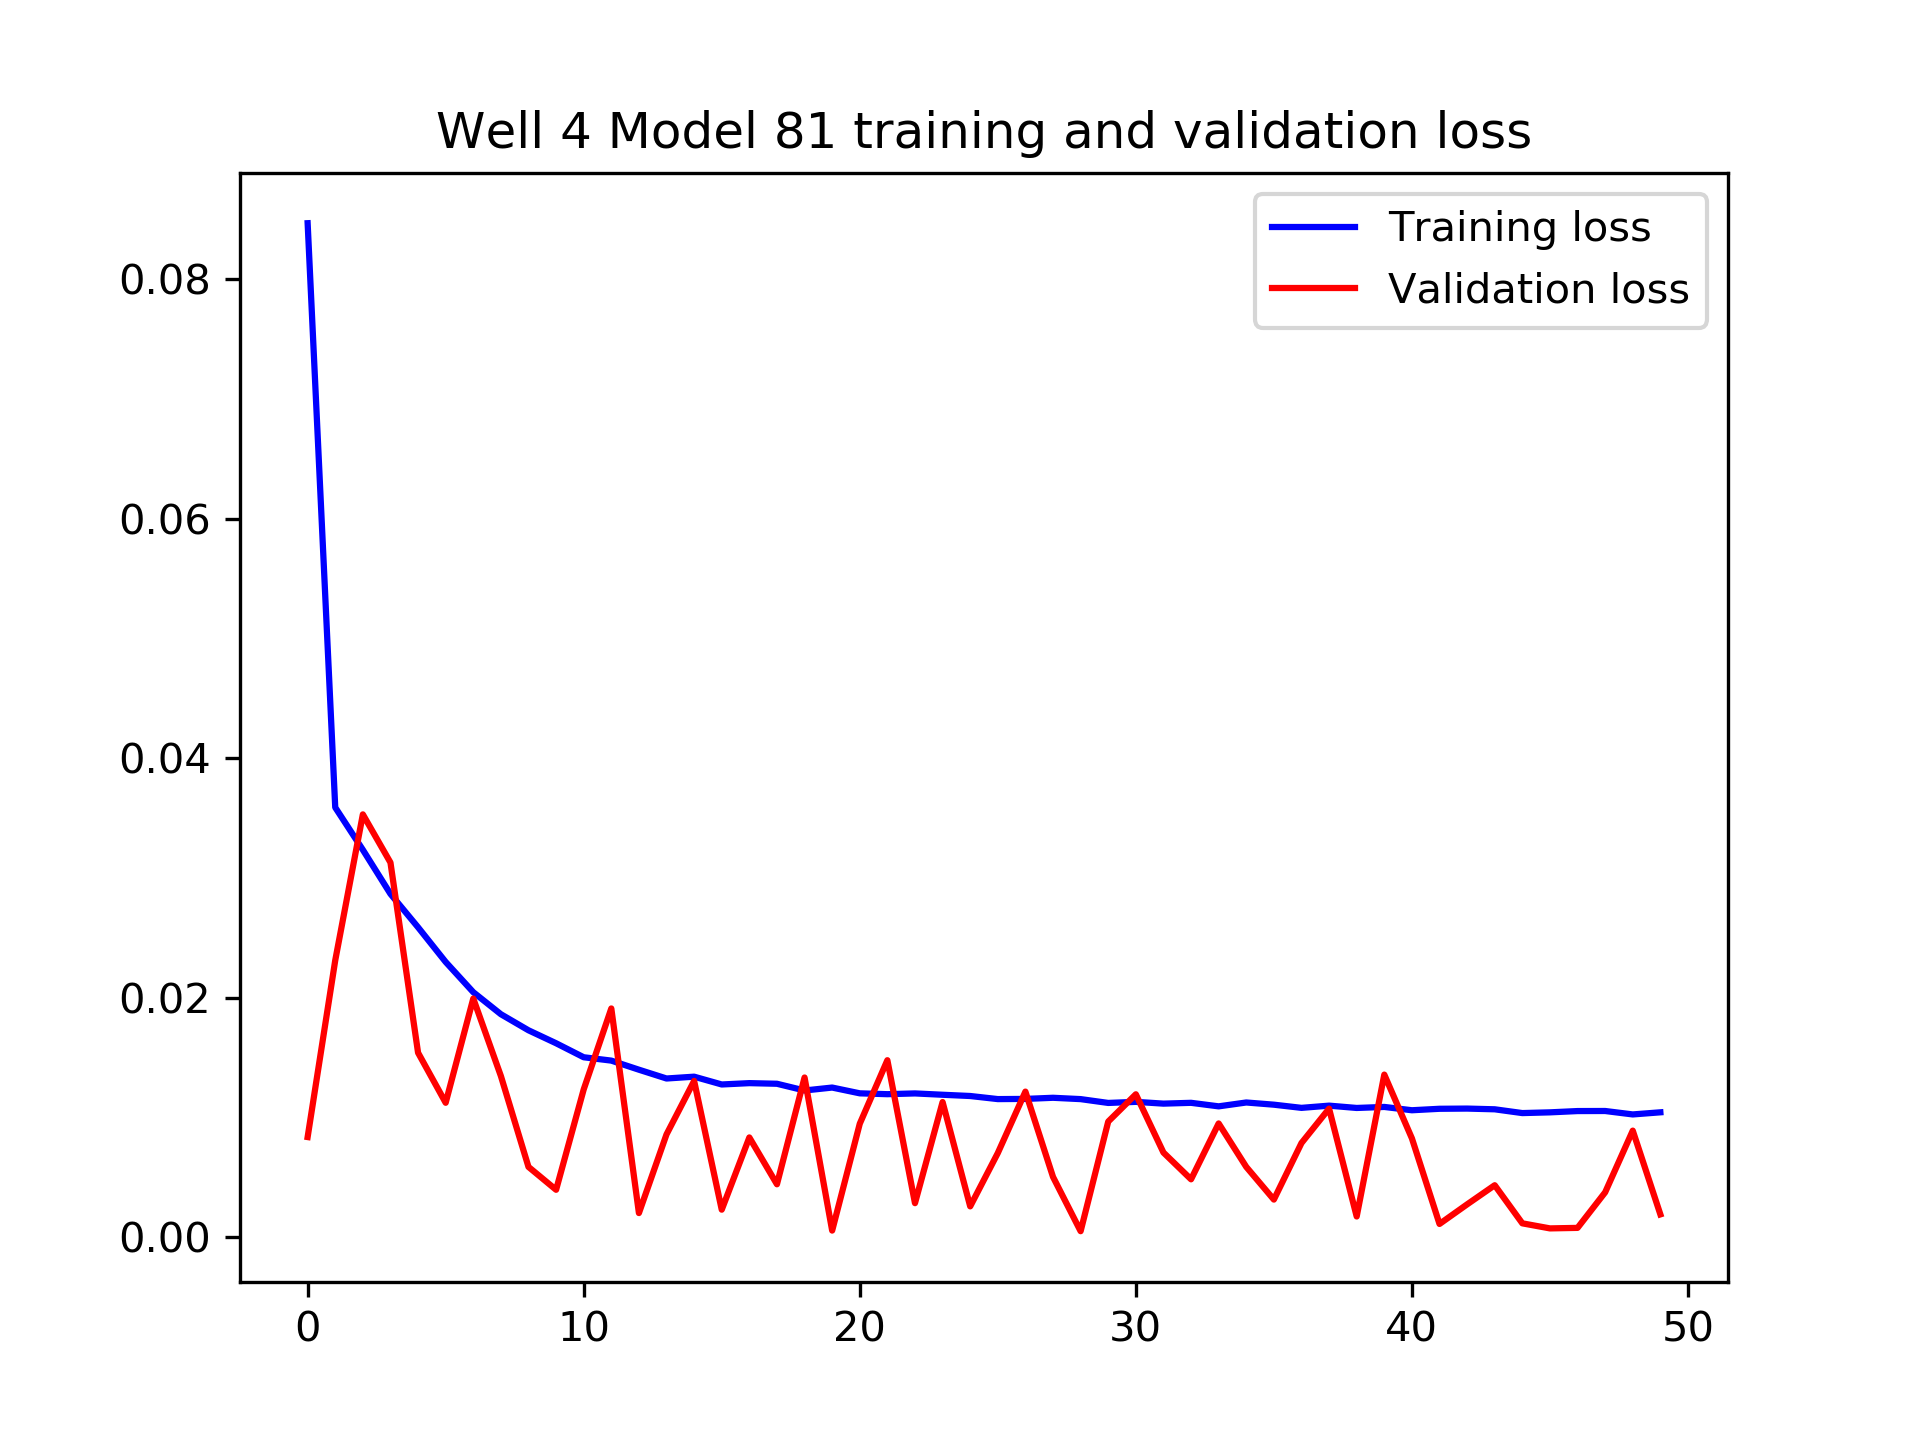 Well 4 Model 81 training and validation loss
Training loss
Validation loss
0.08
0.06
0.04
0.02
0.00
0 10 20 30 40 50